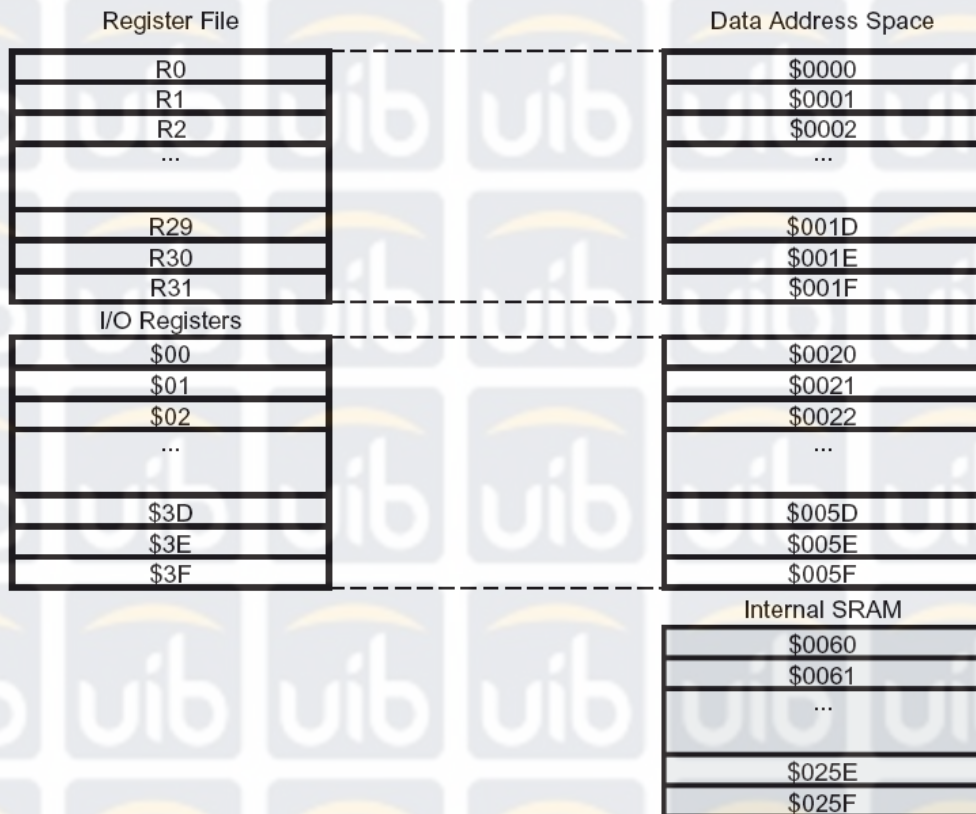 Register File
R0
R1
R2
...
R29
R30
R31
I/O Registers
$00
$01
$02
...
$3D
$3E
$3F
Data Address Space
$0000
$0001
$0002
...
$001D
$001E
$001F
$0020
$0021
$0022
...
$005D
$005E
$005F
Internal SRAM
$0060
$0061
...
$025E
$025F
uib